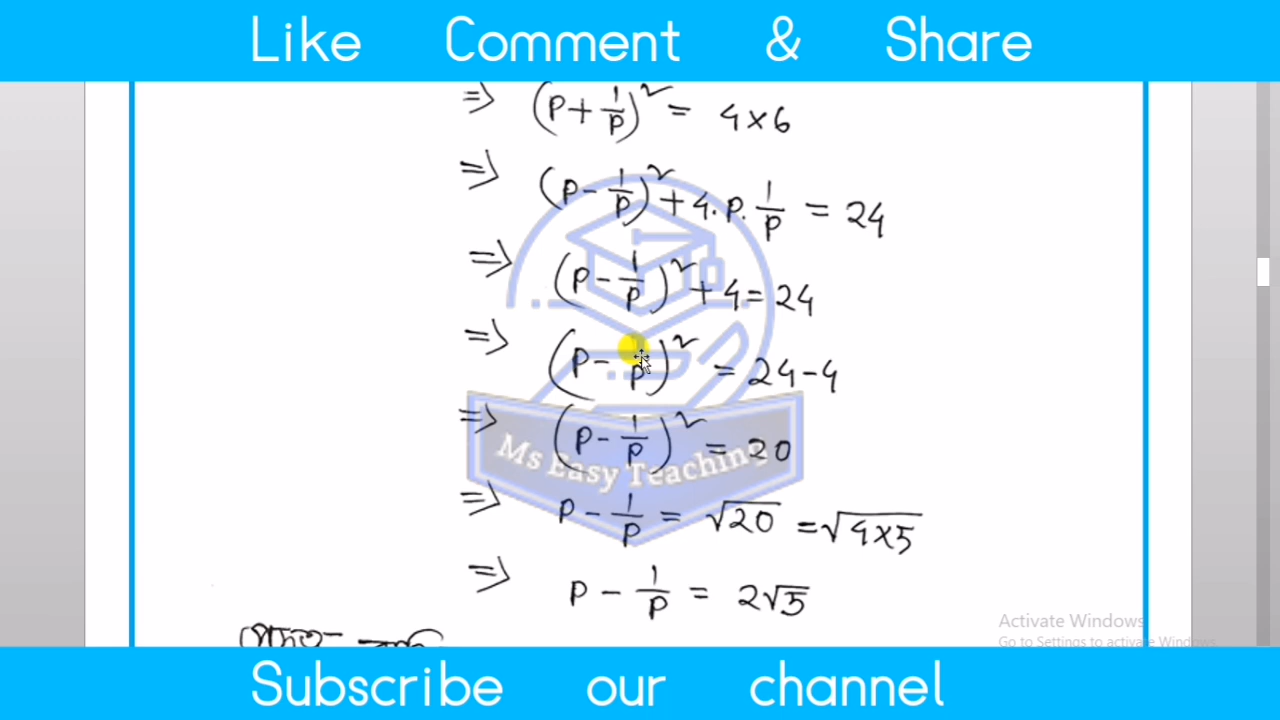 Like Comment & Share
=> (P + 1/P)² = 4×6
=> (P - 1/P)² + 4.P.1/P = 24
=> (P - 1/P)² + 4 = 24
=> (P - 1/P)² = 24-4
=> (P - 1/P)² = 20
=> P - 1/P = √20 = √4×5
=> P - 1/P = 2√5
Ms Easy Teaching
Activate Windows
Go to Settings to activate Windows.
Subscribe our channel